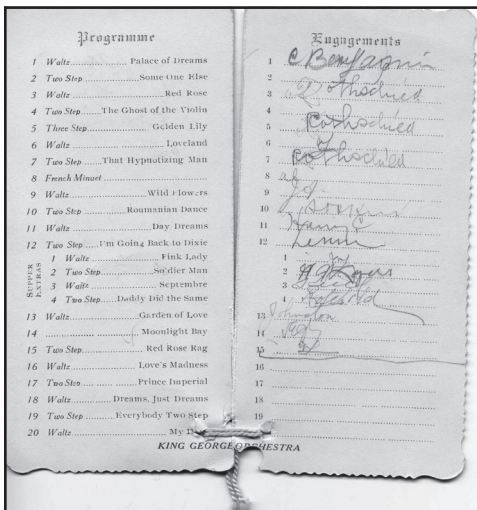 Programme
1 Waltz Palace of Dreams
2 Two Step Some One Else
3 Waltz Red Rose
4 Two Step The Ghost of the Violin
5 Three Step Golden Lily
6 Waltz Loveland
7 Two Step That Hypnotizing Man
8 French Minuet
9 Waltz Wild Flowers
10 Two Step Roumanian Dance
11 Waltz Day Dreams
12 Two Step I'm Going Back to Dixie
SUPPER EXTRAS
1 Waltz Pink Lady
2 Two Step Soldier Man
3 Waltz Septembre
4 Two Step Daddy Did the Same
13 Waltz Garden of Love
14 Moonlight Bay
15 Two Step Red Rose Rag
16 Waltz Love's Madness
17 Two Step Prince Imperial
18 Waltz Dreams, Just Dreams
19 Two Step Everybody Two Step
20 Waltz My
Engagements
1 C Benjamin
2
3 Rothschied
4
5 Rothschied
6
7 Rothschied
8
9
10
11 Harry C
12
1
2
3
4
13 Johnston
14
15
16
17
18
19
KING GEORGE ORCHESTRA